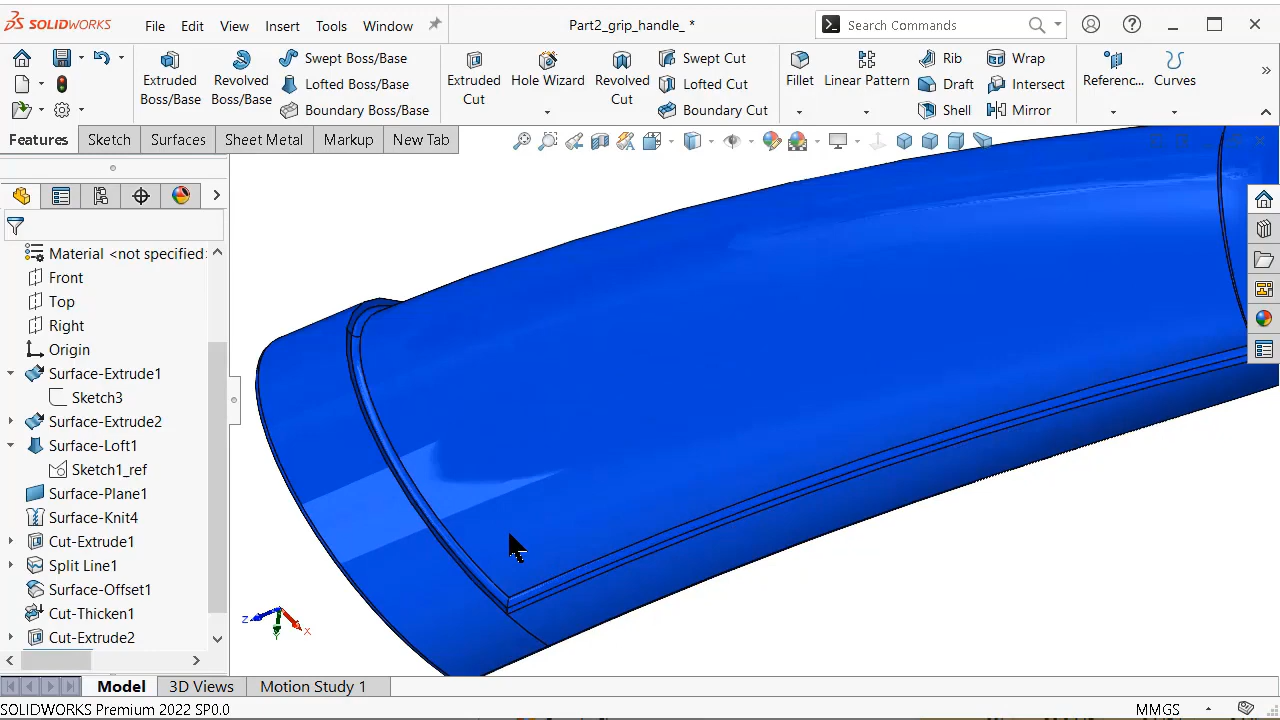 SOLIDWORKS File Edit View Insert Tools Window Part2_grip_handle_ * Search Commands
Extruded Boss/Base
Revolved Boss/Base
Swept Boss/Base
Lofted Boss/Base
Boundary Boss/Base
Extruded Cut
Hole Wizard
Revolved Cut
Swept Cut
Lofted Cut
Boundary Cut
Fillet
Linear Pattern
Rib
Draft
Shell
Wrap
Intersect
Mirror
Referenc...
Curves
Features Sketch Surfaces Sheet Metal Markup New Tab
Material <not specified
Front
Top
Right
Origin
Surface-Extrude1
Sketch3
Surface-Extrude2
Surface-Loft1
Sketch1_ref
Surface-Plane1
Surface-Knit4
Cut-Extrude1
Split Line1
Surface-Offset1
Cut-Thicken1
Cut-Extrude2
Z
Y
X
Model 3D Views Motion Study 1
SOLIDWORKS Premium 2022 SP0.0 MMGS